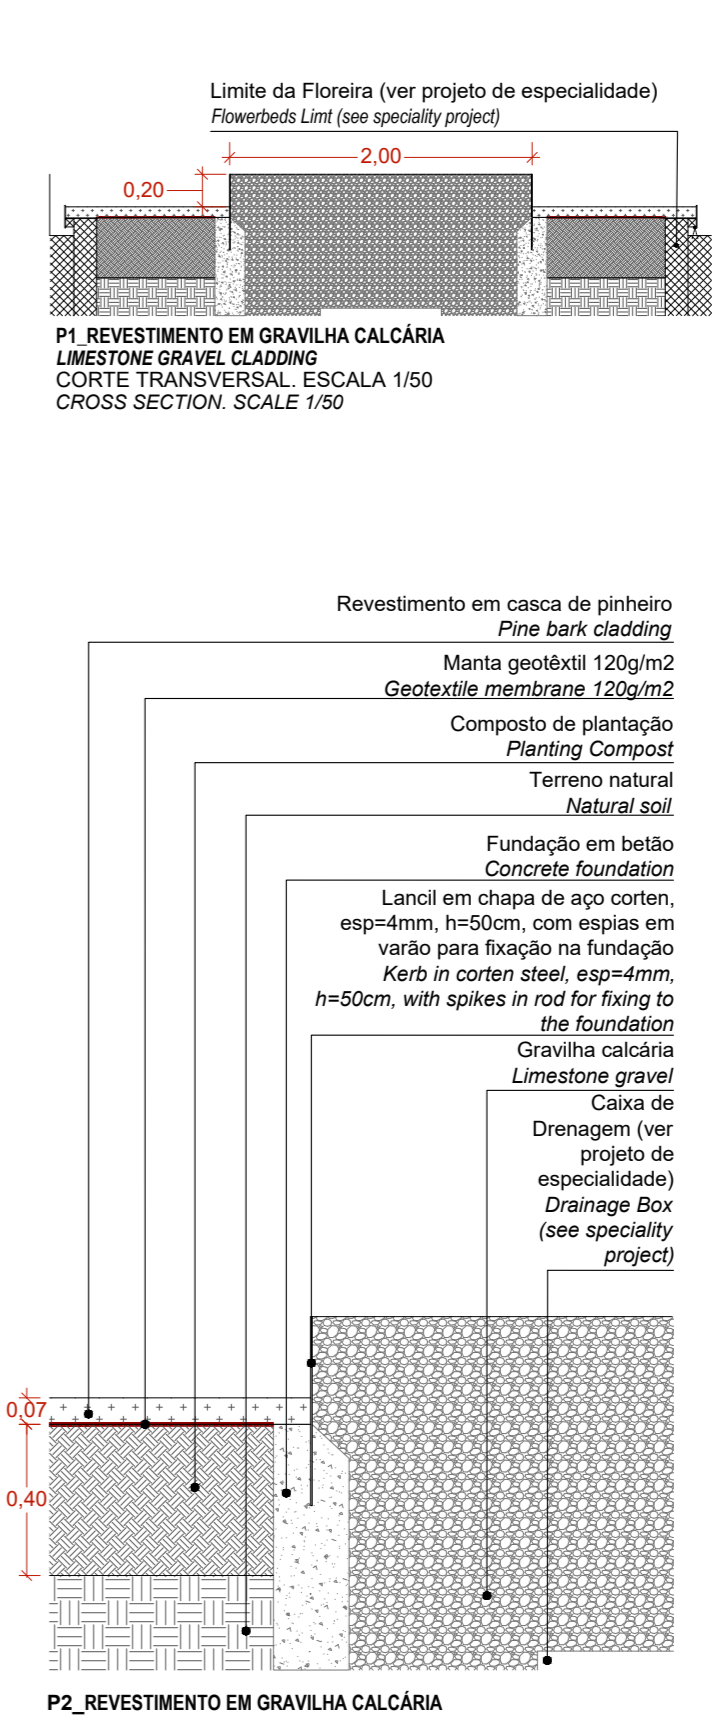 Limite da Floreira (ver projeto de especialidade)
Flowerbeds Limt (see speciality project)
2,00
0,20
P1_REVESTIMENTO EM GRAVILHA CALCÁRIA
LIMESTONE GRAVEL CLADDING
CORTE TRANSVERSAL. ESCALA 1/50
CROSS SECTION. SCALE 1/50
Revestimento em casca de pinheiro
Pine bark cladding
Manta geotêxtil 120g/m2
Geotextile membrane 120g/m2
Composto de plantação
Planting Compost
Terreno natural
Natural soil
Fundação em betão
Concrete foundation
Lancil em chapa de aço corten,
esp=4mm, h=50cm, com espias em
varão para fixação na fundação
Kerb in corten steel, esp=4mm,
h=50cm, with spikes in rod for fixing to
the foundation
Gravilha calcária
Limestone gravel
Caixa de
Drenagem (ver
projeto de
especialidade)
Drainage Box
(see speciality
project)
0,07
0,40
P2_REVESTIMENTO EM GRAVILHA CALCÁRIA